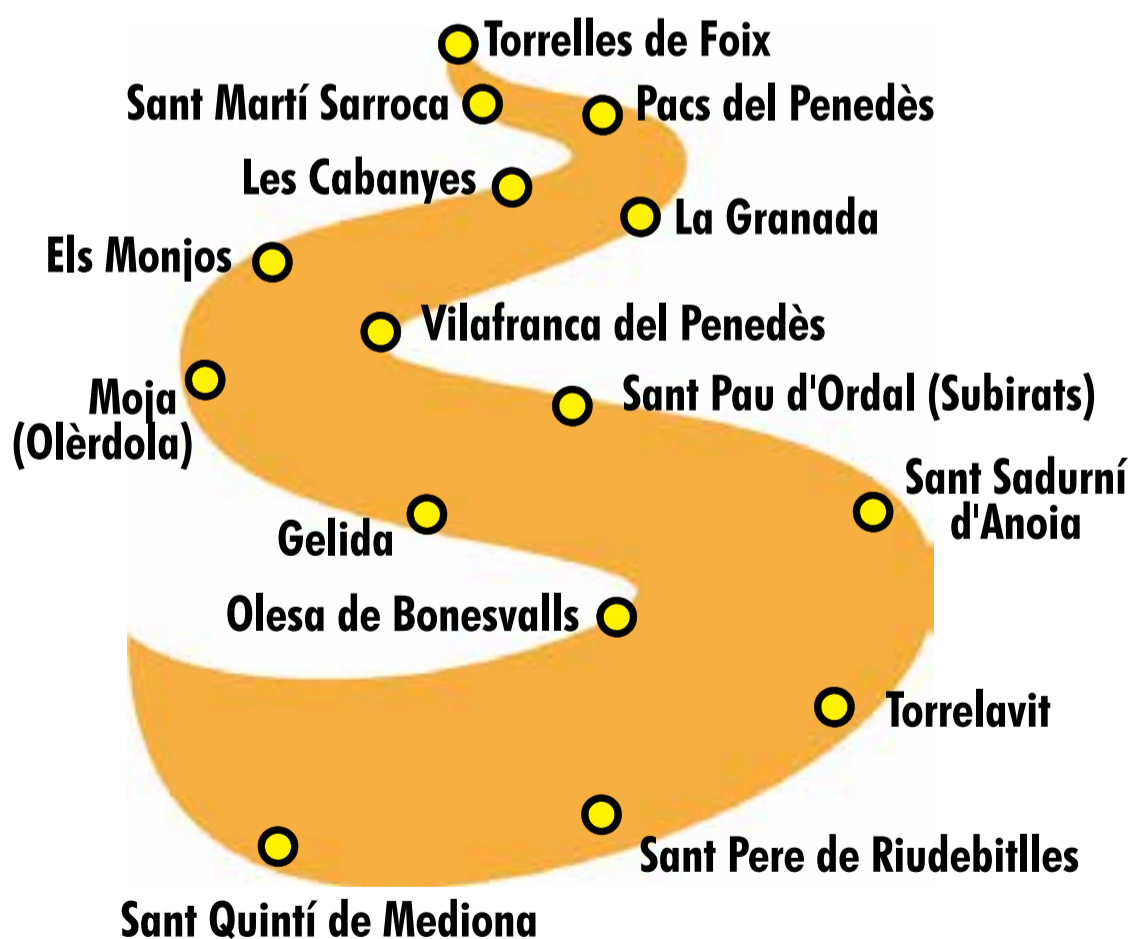 Torrelles de Foix
Sant Martí Sarroca
Pacs del Penedès
Les Cabanyes
La Granada
Els Monjos
Vilafranca del Penedès
Moja
(Olèrdola)
Sant Pau d'Ordal (Subirats)
Sant Sadurní
d'Anoia
Gelida
Olesa de Bonesvalls
Torrelavit
Sant Pere de Riudebitlles
Sant Quintí de Mediona